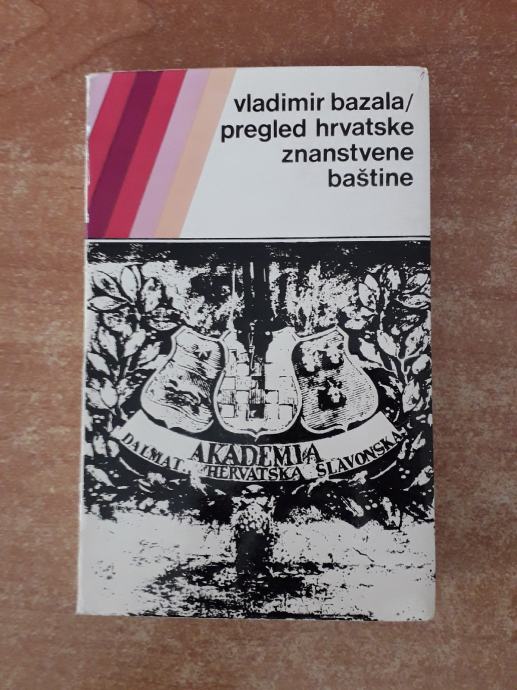 vladimir bazala/
pregled hrvatske
znanstvene
baštine
AKADEMIA
DALMAT. HERVATSKA SLAVONSKA